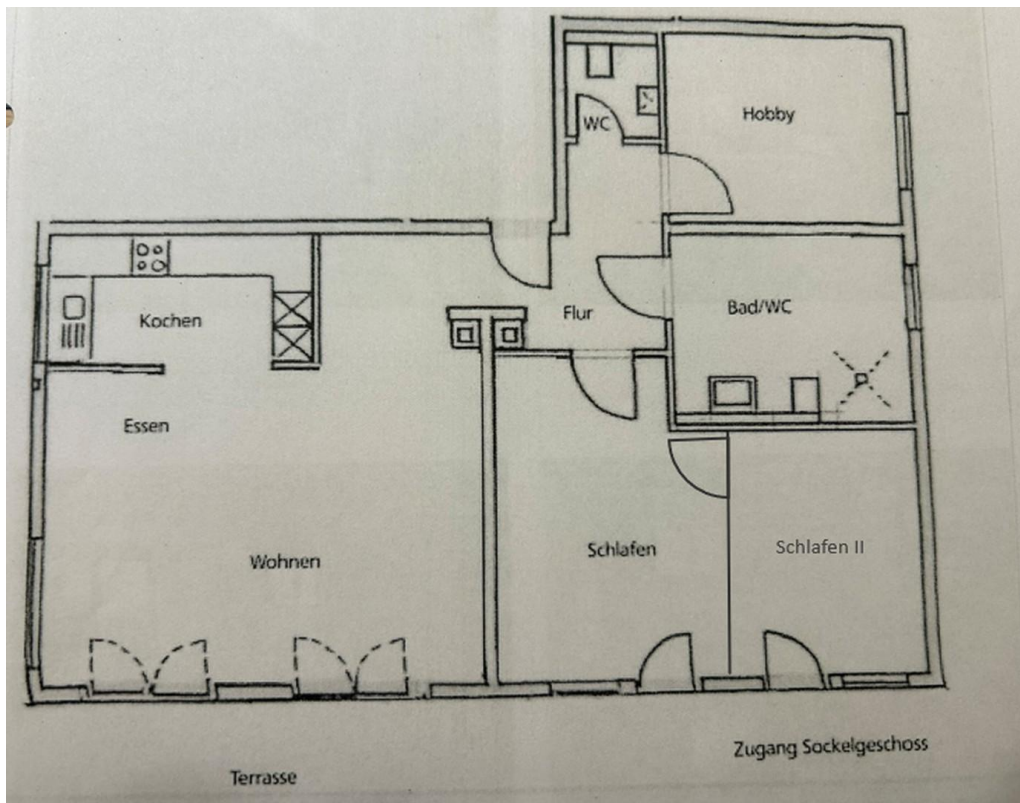 Hobby
WC
Kochen
Flur
Bad/WC
Essen
Wohnen
Schlafen
Schlafen II
Zugang Sockelgeschoss
Terrasse